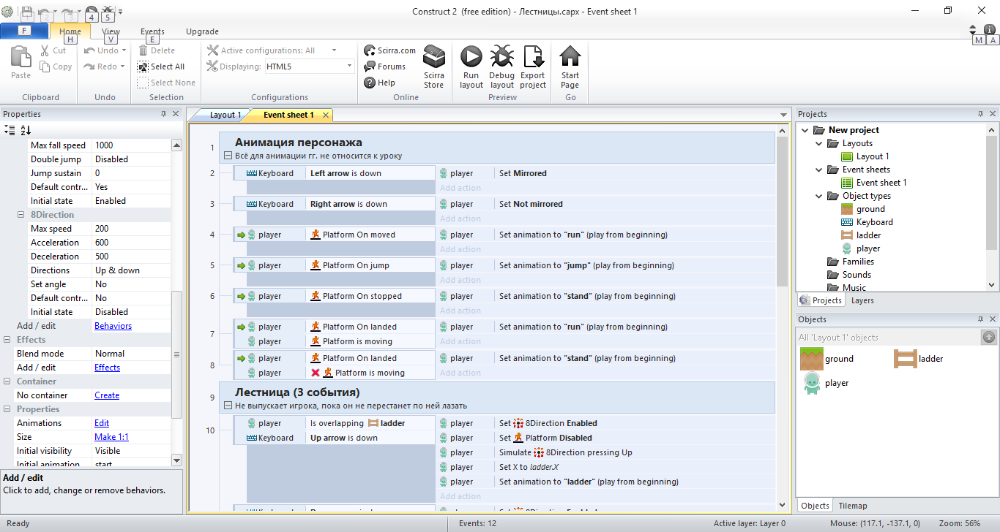 Construct 2 (free edition) - Лестницы.capx - Event sheet 1
1 2 3 4 5
F Home View Events Upgrade
H V E M A
Paste Cut Copy
Undo Redo
Delete Select All Select None
Active configurations: All
Displaying: HTML5
Scirra.com Forums Help
Scirra Store
Run layout Debug layout Export project
Start Page
Clipboard Undo Selection Configurations Online Preview Go
Properties
Max fall speed 1000
Double jump Disabled
Jump sustain 0
Default contr... Yes
Initial state Enabled
8Direction
Max speed 200
Acceleration 600
Deceleration 500
Directions Up & down
Set angle No
Default contr... No
Initial state Disabled
Add / edit Behaviors
Effects
Blend mode Normal
Add / edit Effects
Container
No container Create
Properties
Animations Edit
Size Make 1:1
Initial visibility Visible
Initial animation start
Add / edit
Click to add, change or remove behaviors.
Layout 1 Event sheet 1
1 Анимация персонажа
Всё для анимации гг. не относится к уроку
2 Keyboard Left arrow is down player Set Mirrored
Add action
3 Keyboard Right arrow is down player Set Not mirrored
Add action
4 player Platform On moved player Set animation to "run" (play from beginning)
Add action
5 player Platform On jump player Set animation to "jump" (play from beginning)
Add action
6 player Platform On stopped player Set animation to "stand" (play from beginning)
Add action
7 player Platform On landed player Set animation to "run" (play from beginning)
player Platform is moving Add action
8 player Platform On landed player Set animation to "stand" (play from beginning)
player Platform is moving Add action
9 Лестница (3 события)
Не выпускает игрока, пока он не перестанет по ней лазать
10 player Is overlapping ladder player Set 8Direction Enabled
Keyboard Up arrow is down player Set Platform Disabled
player Simulate 8Direction pressing Up
player Set X to ladder.X
player Set animation to "ladder" (play from beginning)
Add action
Projects
New project
Layouts
Layout 1
Event sheets
Event sheet 1
Object types
ground
Keyboard
ladder
player
Families
Sounds
Music
Projects Layers
Objects
All 'Layout 1' objects
ground ladder
player
Objects Tilemap
Ready Events: 12 Active layer: Layer 0 Mouse: (117.1, -137.1, 0) Zoom: 56%